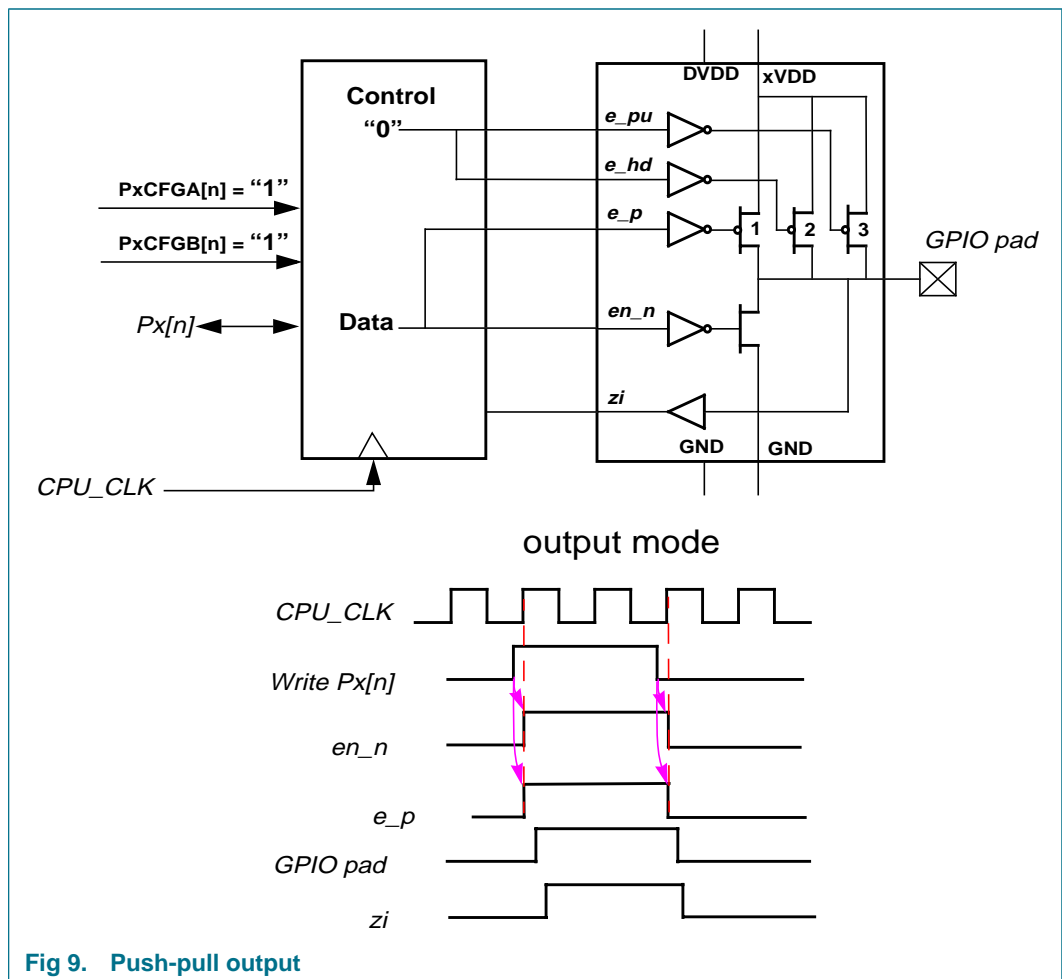 DVDD
xVDD
Control
“0”
e_pu
e_hd
PxCFGA[n] = “1”
e_p
1
2
3
GPIO pad
PxCFGB[n] = “1”
Px[n]
Data
en_n
zi
GND
GND
CPU_CLK
output mode
CPU_CLK
Write Px[n]
en_n
e_p
GPIO pad
zi
Fig 9. Push-pull output